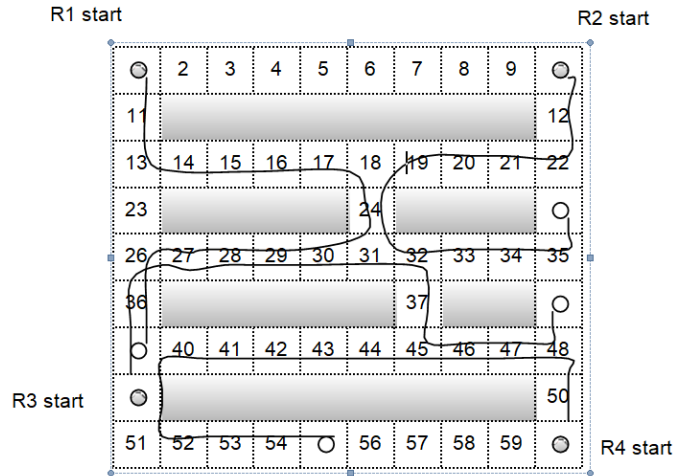 R1 start
R2 start
2 3 4 5 6 7 8 9
11 12
13 14 15 16 17 18 19 20 21 22
23 24
26 27 28 29 30 31 32 33 34 35
36 37
40 41 42 43 44 45 46 47 48
50
R3 start
51 52 53 54 56 57 58 59
R4 start